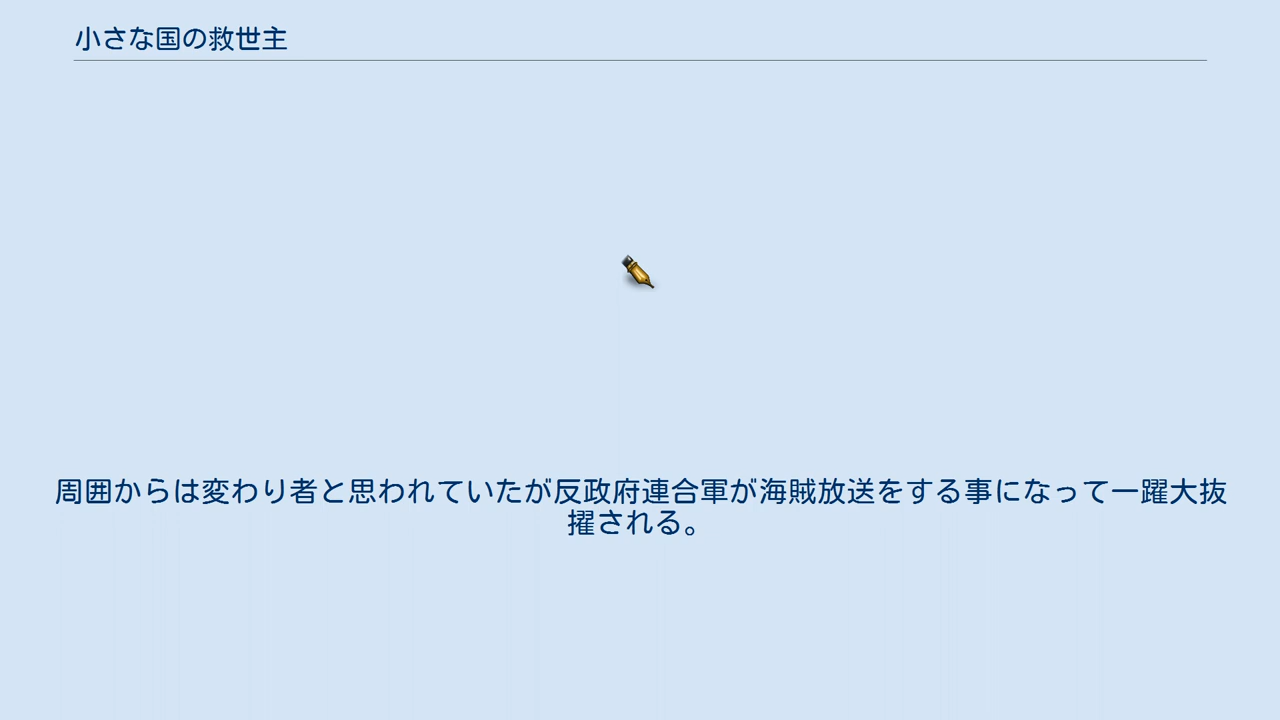 小さな国の救世主
周囲からは変わり者と思われていたが反政府連合軍が海賊放送をする事になって一躍大抜
擢される。